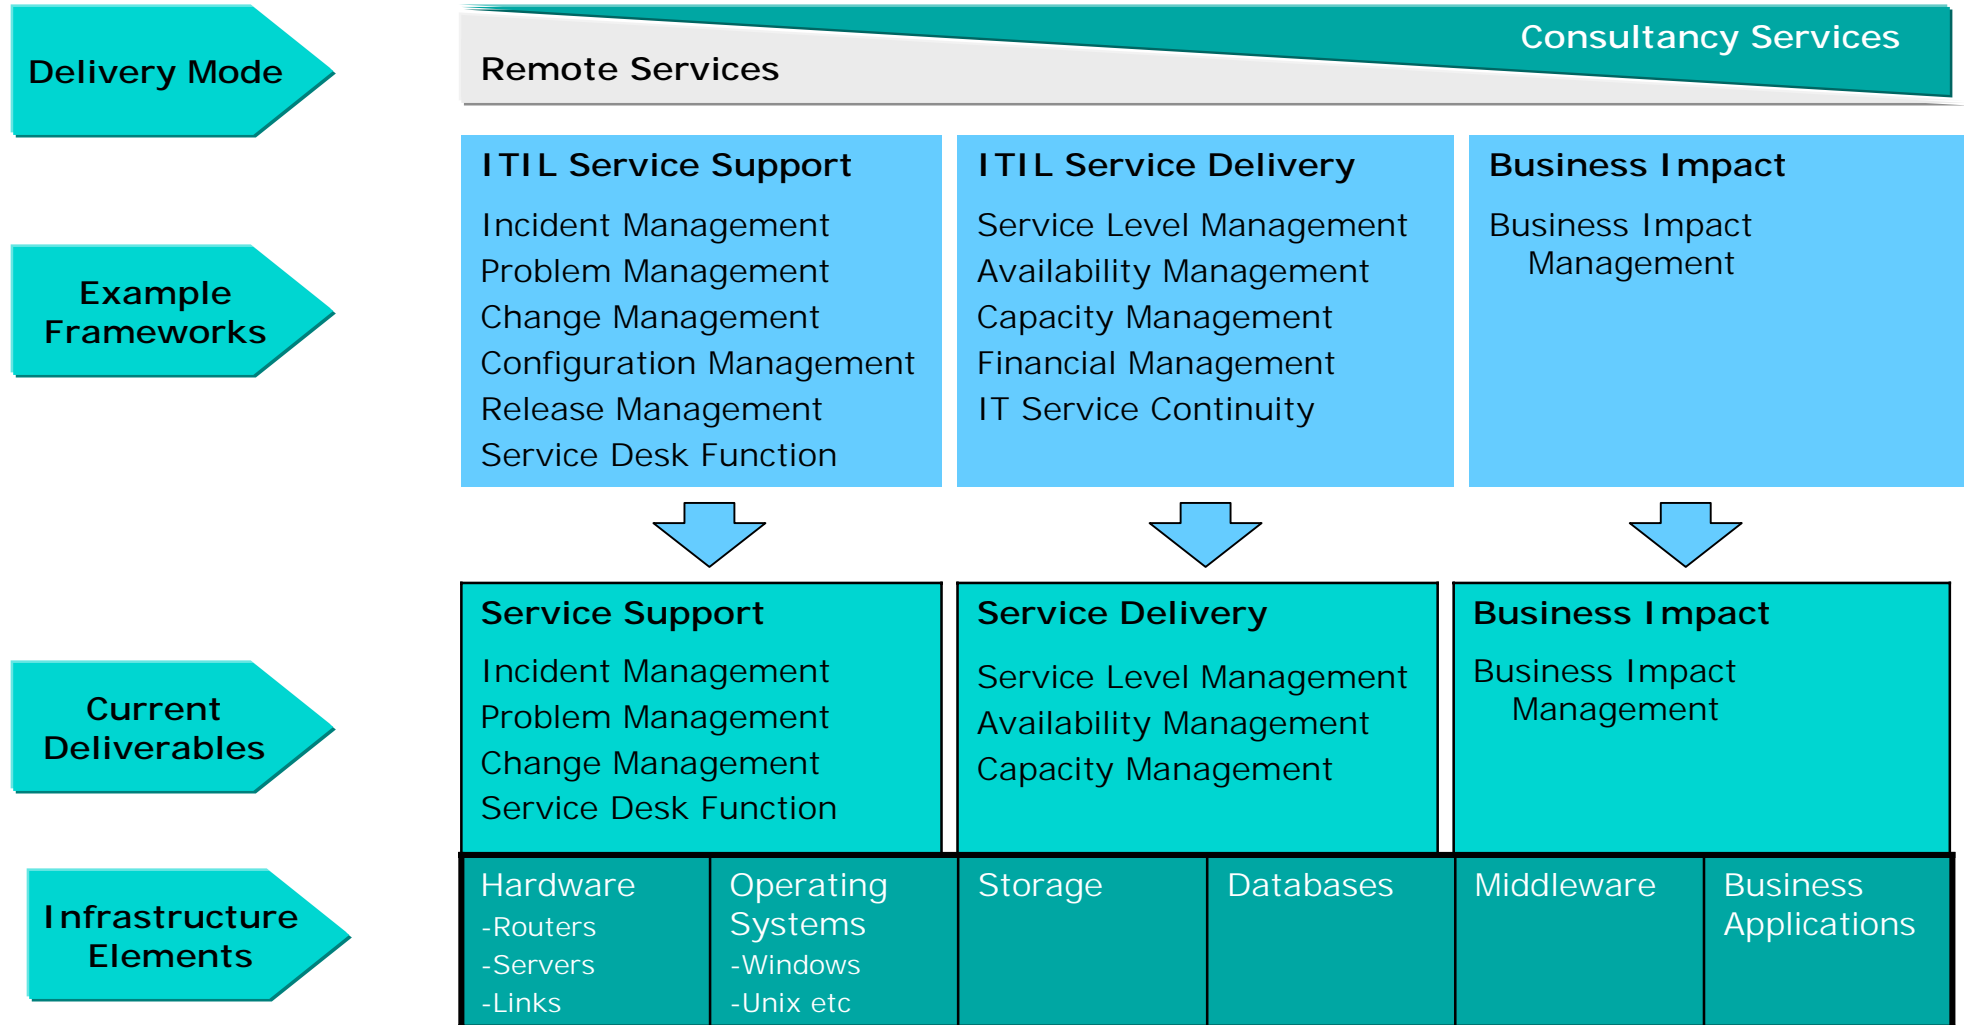 Delivery Mode
Consultancy Services
Remote Services
Example
Frameworks
ITIL Service Support
Incident Management
Problem Management
Change Management
Configuration Management
Release Management
Service Desk Function
ITIL Service Delivery
Service Level Management
Availability Management
Capacity Management
Financial Management
IT Service Continuity
Business Impact
Business Impact
Management
Current
Deliverables
Service Support
Incident Management
Problem Management
Change Management
Service Desk Function
Service Delivery
Service Level Management
Availability Management
Capacity Management
Business Impact
Business Impact
Management
Infrastructure
Elements
Hardware
-Routers
-Servers
-Links
Operating
Systems
-Windows
-Unix etc
Storage
Databases
Middleware
Business
Applications